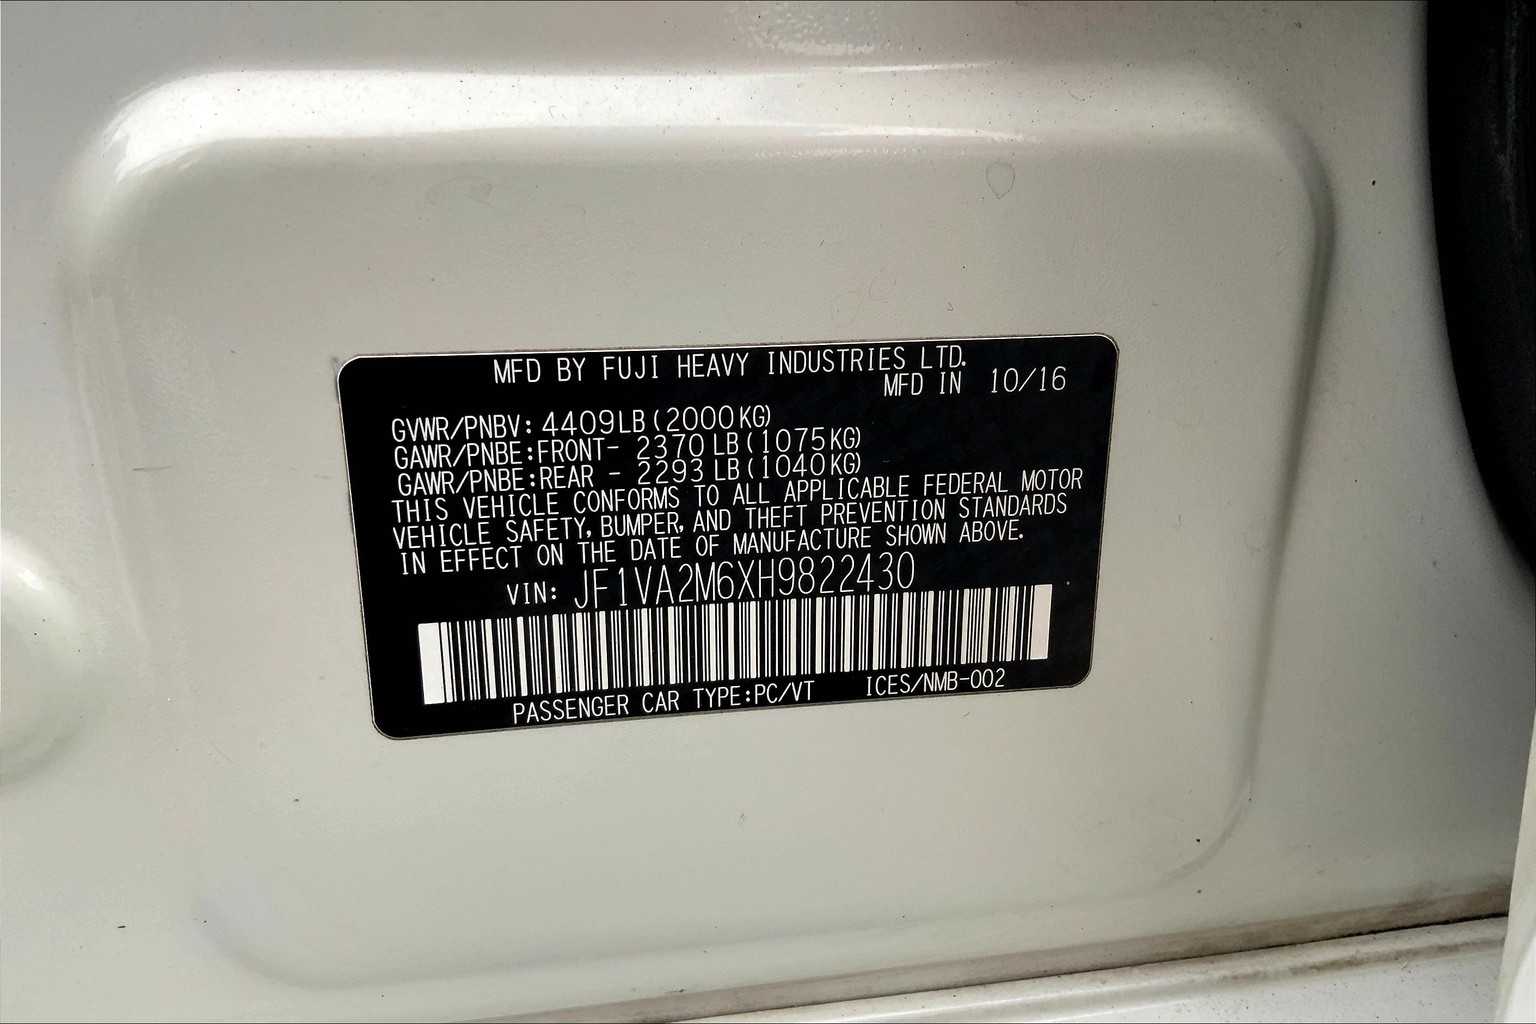 MFD BY FUJI HEAVY INDUSTRIES LTD.
MFD IN 10/16
GVWR/PNBV: 4409LB(2000KG)
GAWR/PNBE:FRONT- 2370LB(1075KG)
GAWR/PNBE:REAR - 2293LB(1040KG)
THIS VEHICLE CONFORMS TO ALL APPLICABLE FEDERAL MOTOR
VEHICLE SAFETY, BUMPER, AND THEFT PREVENTION STANDARDS
IN EFFECT ON THE DATE OF MANUFACTURE SHOWN ABOVE.
VIN: JF1VA2M6XH9822430
PASSENGER CAR TYPE:PC/VT ICES/NMB-002